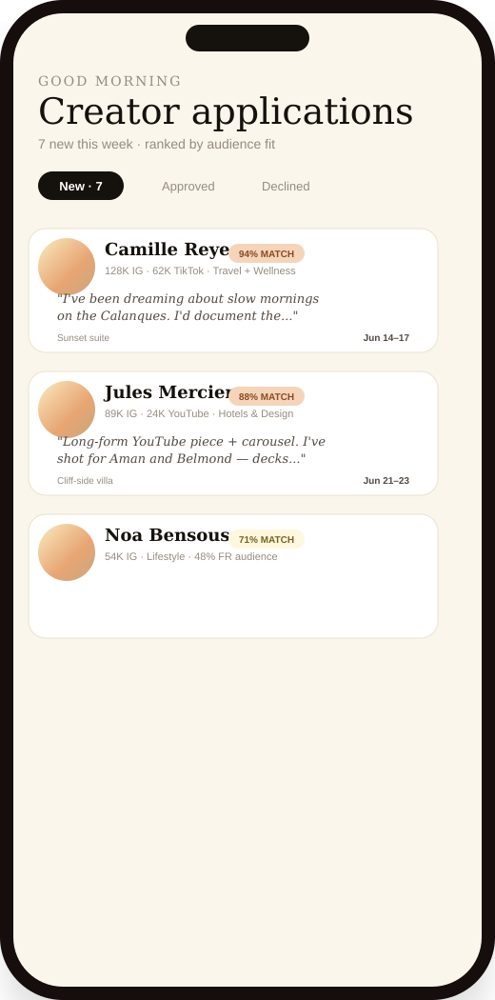 GOOD MORNING
Creator applications
7 new this week · ranked by audience fit
New · 7
Approved
Declined
Camille Reye
94% MATCH
128K IG · 62K TikTok · Travel + Wellness
"I've been dreaming about slow mornings
on the Calanques. I'd document the..."
Sunset suite
Jun 14–17
Jules Mercier
88% MATCH
89K IG · 24K YouTube · Hotels & Design
"Long-form YouTube piece + carousel. I've
shot for Aman and Belmond — decks..."
Cliff-side villa
Jun 21–23
Noa Bensous
71% MATCH
54K IG · Lifestyle · 48% FR audience